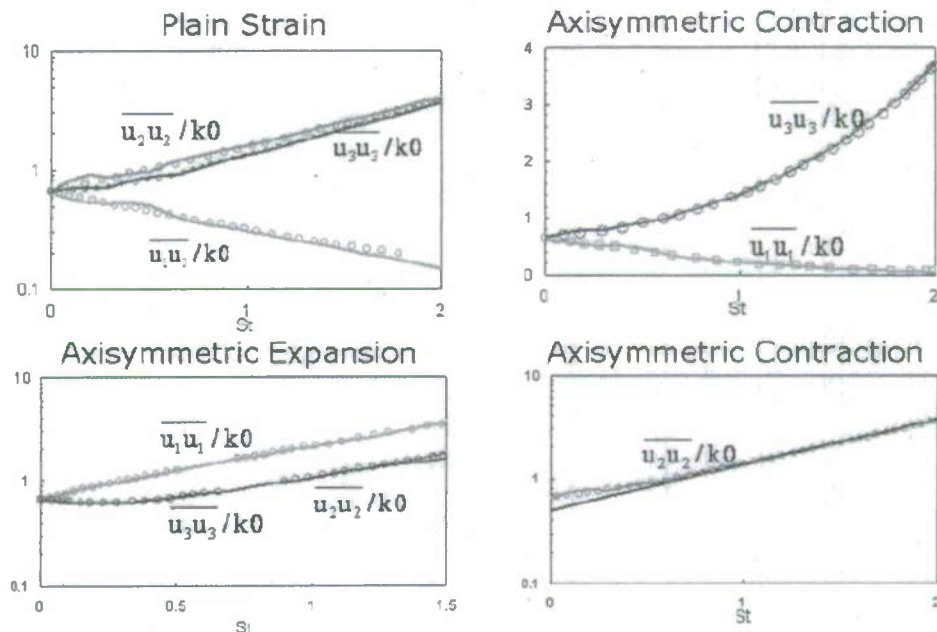 Plain Strain
10
1
0.1
u₂u₂ /k0
u₃u₃/k0
u₁u₁/k0
0
1
2
St
Axisymmetric Contraction
4
3
2
1
0
u₃u₃/k0
u₁u₁/k0
0
1
2
St
Axisymmetric Expansion
10
1
0.1
u₁u₁ /k0
u₃u₃/k0
u₂u₂ /k0
0
0.5
1
1.5
St
Axisymmetric Contraction
10
1
0.1
u₂u₂ /k0
0
1
2
St